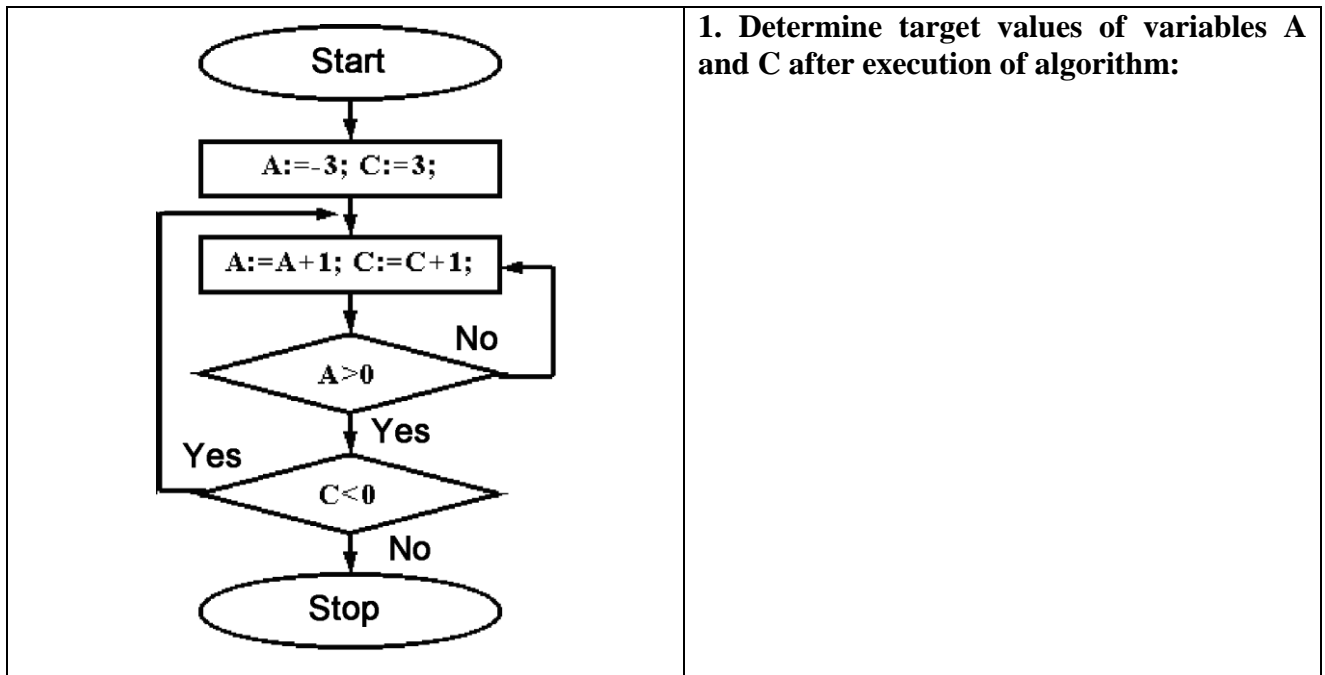 Start
1. Determine target values of variables A
and C after execution of algorithm:
A:=-3; C:=3;
A:=A+1; C:=C+1;
No
A>0
Yes
Yes
C<0
No
Stop